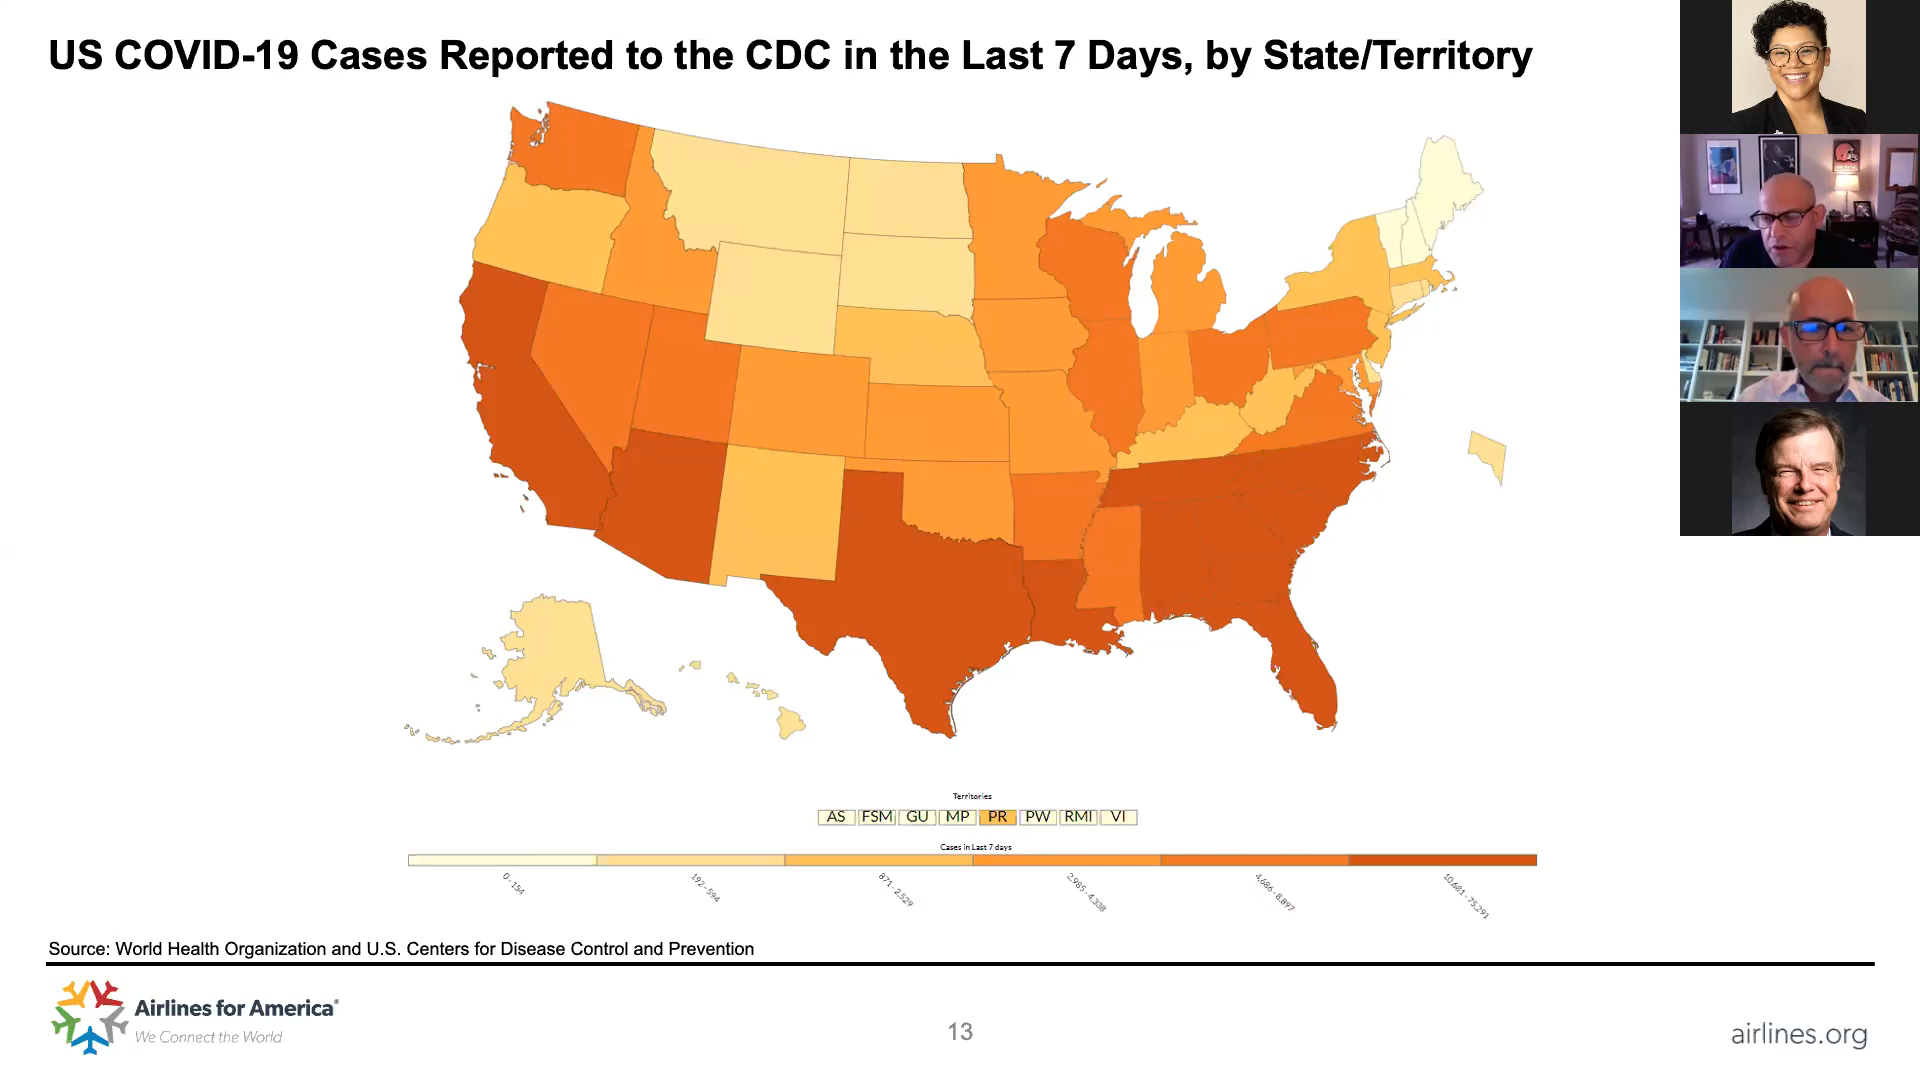 US COVID-19 Cases Reported to the CDC in the Last 7 Days, by State/Territory
Territories
AS FSM GU MP PR PW RMI VI
Cases in Last 7 days
0 - 154
192 - 594
871 - 2,529
2,985 - 4,338
4,686 - 8,897
10,681 - 75,291
Source: World Health Organization and U.S. Centers for Disease Control and Prevention
Airlines for America®
We Connect the World
13
airlines.org